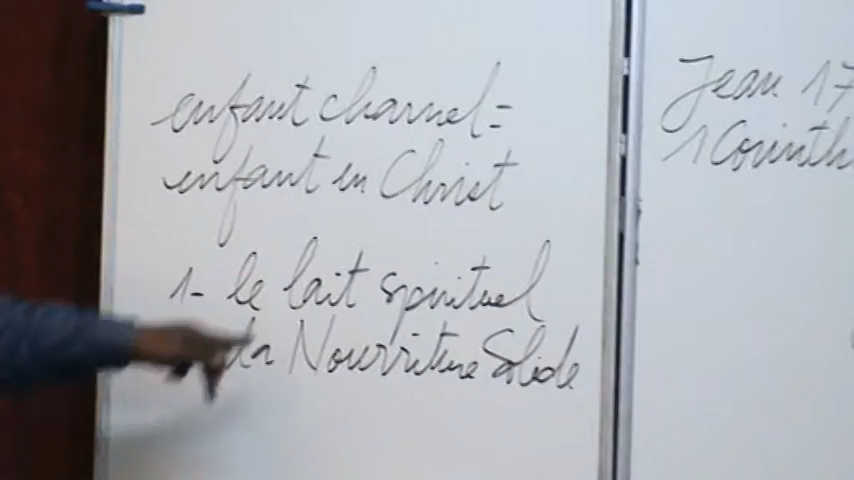 enfant charnel =
enfant en Christ
1- le lait spirituel
la Nourriture Solide
Jean 17
1 Corinth